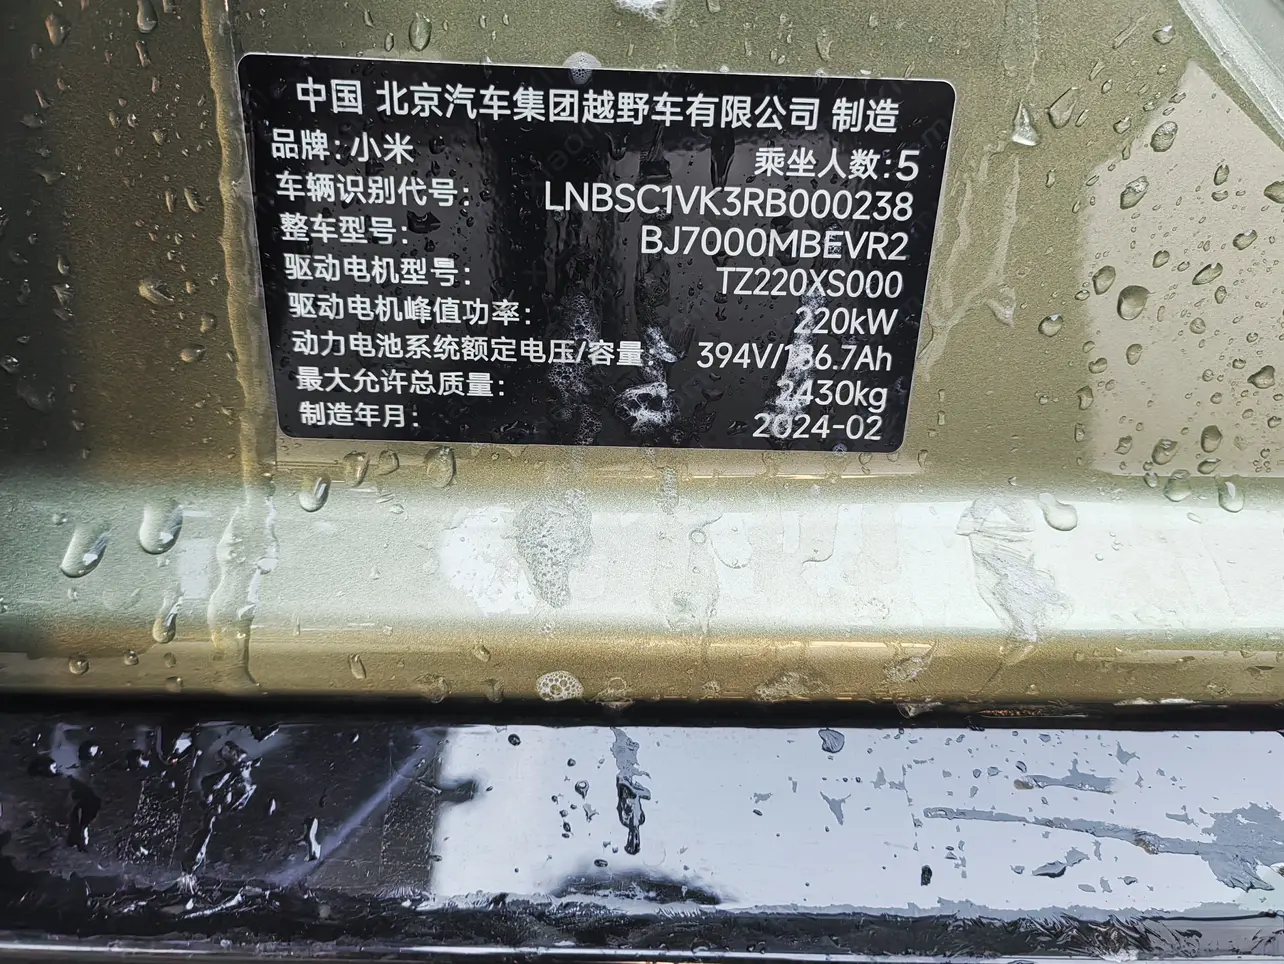 中国 北京汽车集团越野车有限公司 制造
品牌:小米 乘坐人数:5
车辆识别代号: LNBSC1VK3RB000238
整车型号: BJ7000MBEVR2
驱动电机型号: TZ220XS000
驱动电机峰值功率: 220kW
动力电池系统额定电压/容量 394V/186.7Ah
最大允许总质量: 2430kg
制造年月: 2024-02